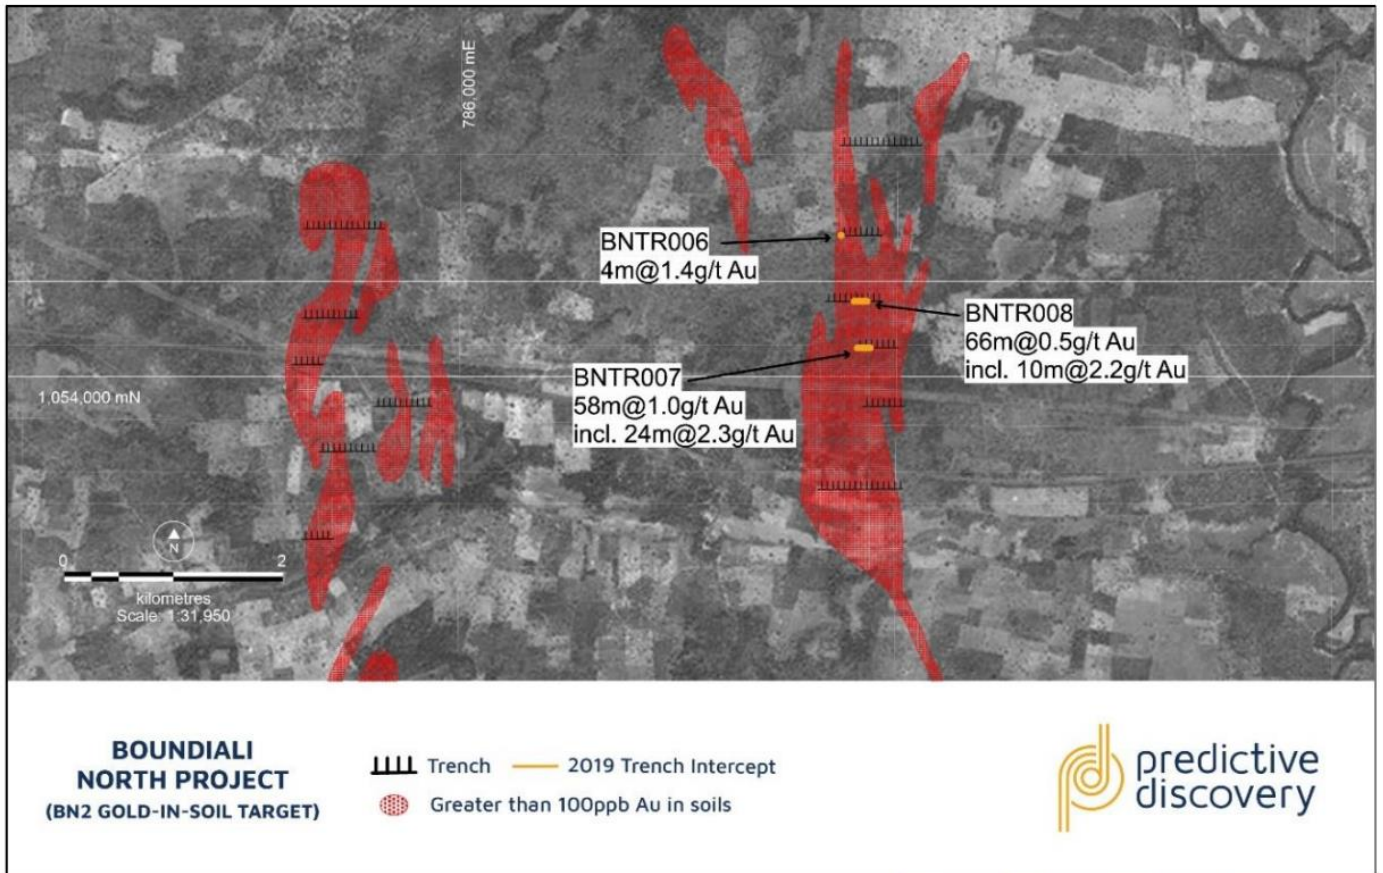 786,000 mE
BNTR006
4m@1.4g/t Au
BNTR008
66m@0.5g/t Au
incl. 10m@2.2g/t Au
BNTR007
58m@1.0g/t Au
incl. 24m@2.3g/t Au
1,054,000 mN
N
0 2
kilometres
Scale: 1:31,950
BOUNDIALI
NORTH PROJECT
(BN2 GOLD-IN-SOIL TARGET)
Trench
2019 Trench Intercept
Greater than 100ppb Au in soils
predictive
discovery